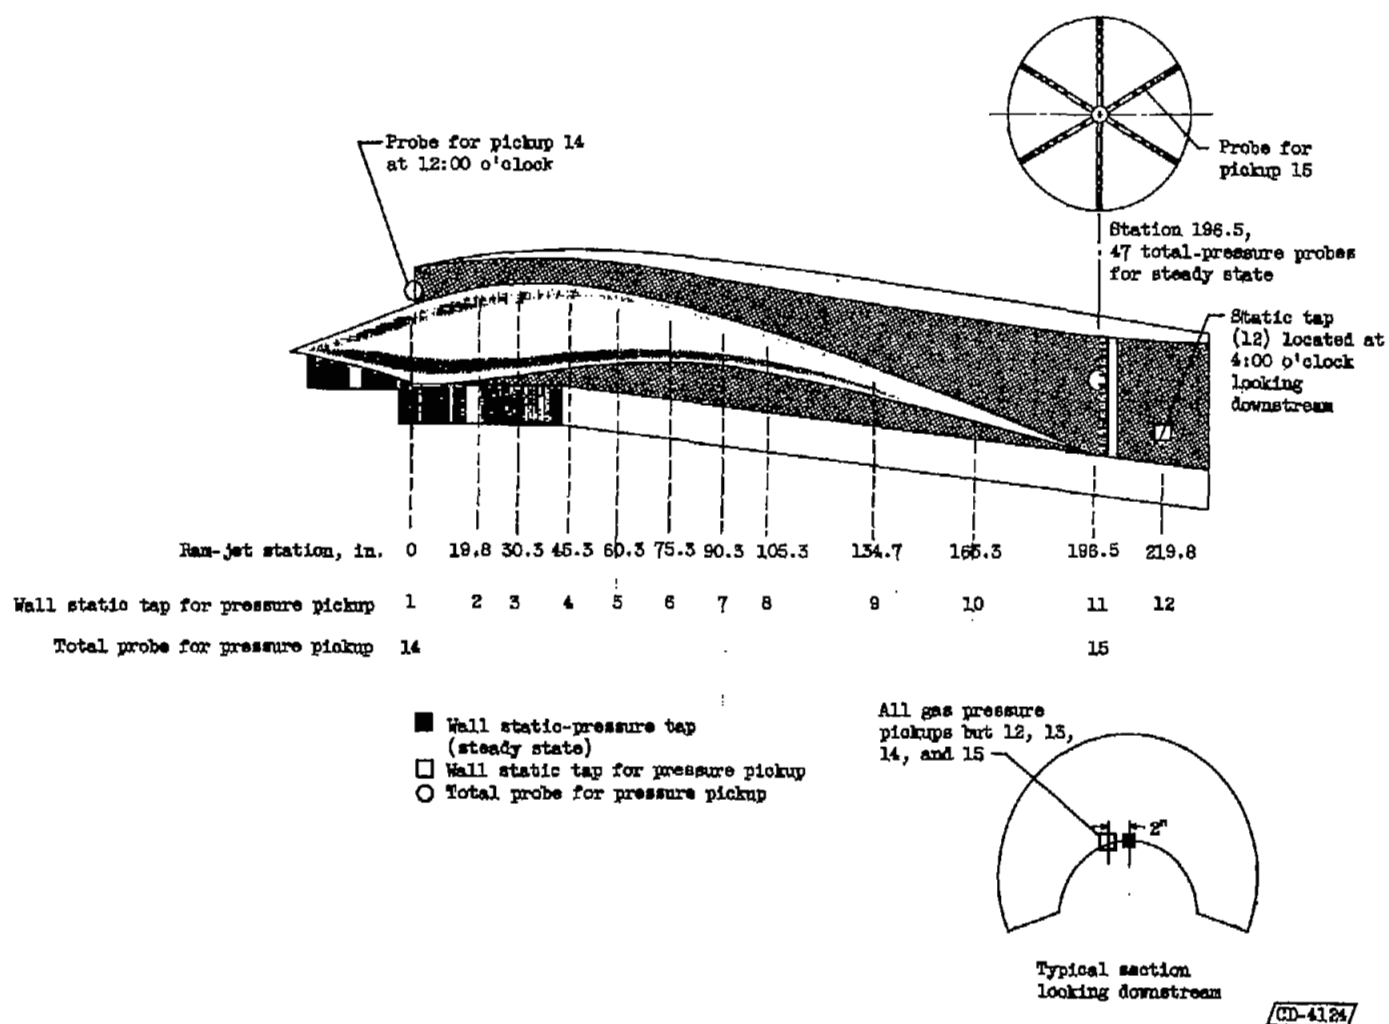 Probe for pickup 14
at 12:00 o'clock
Probe for
pickup 15
Station 196.5,
47 total-pressure probes
for steady state
Static tap
(12) located at
4:00 o'clock
looking
downstream
Ram-jet station, in. 0 19.8 30.3 45.3 60.3 75.3 90.3 105.3 134.7 165.3 196.5 219.8
Wall static tap for pressure pickup 1 2 3 4 5 6 7 8 9 10 11 12
Total probe for pressure pickup 14 15
Wall static-pressure tap
(steady state)
Wall static tap for pressure pickup
Total probe for pressure pickup
All gas pressure
pickups but 12, 13,
14, and 15
2"
Typical section
looking downstream
CD-4124